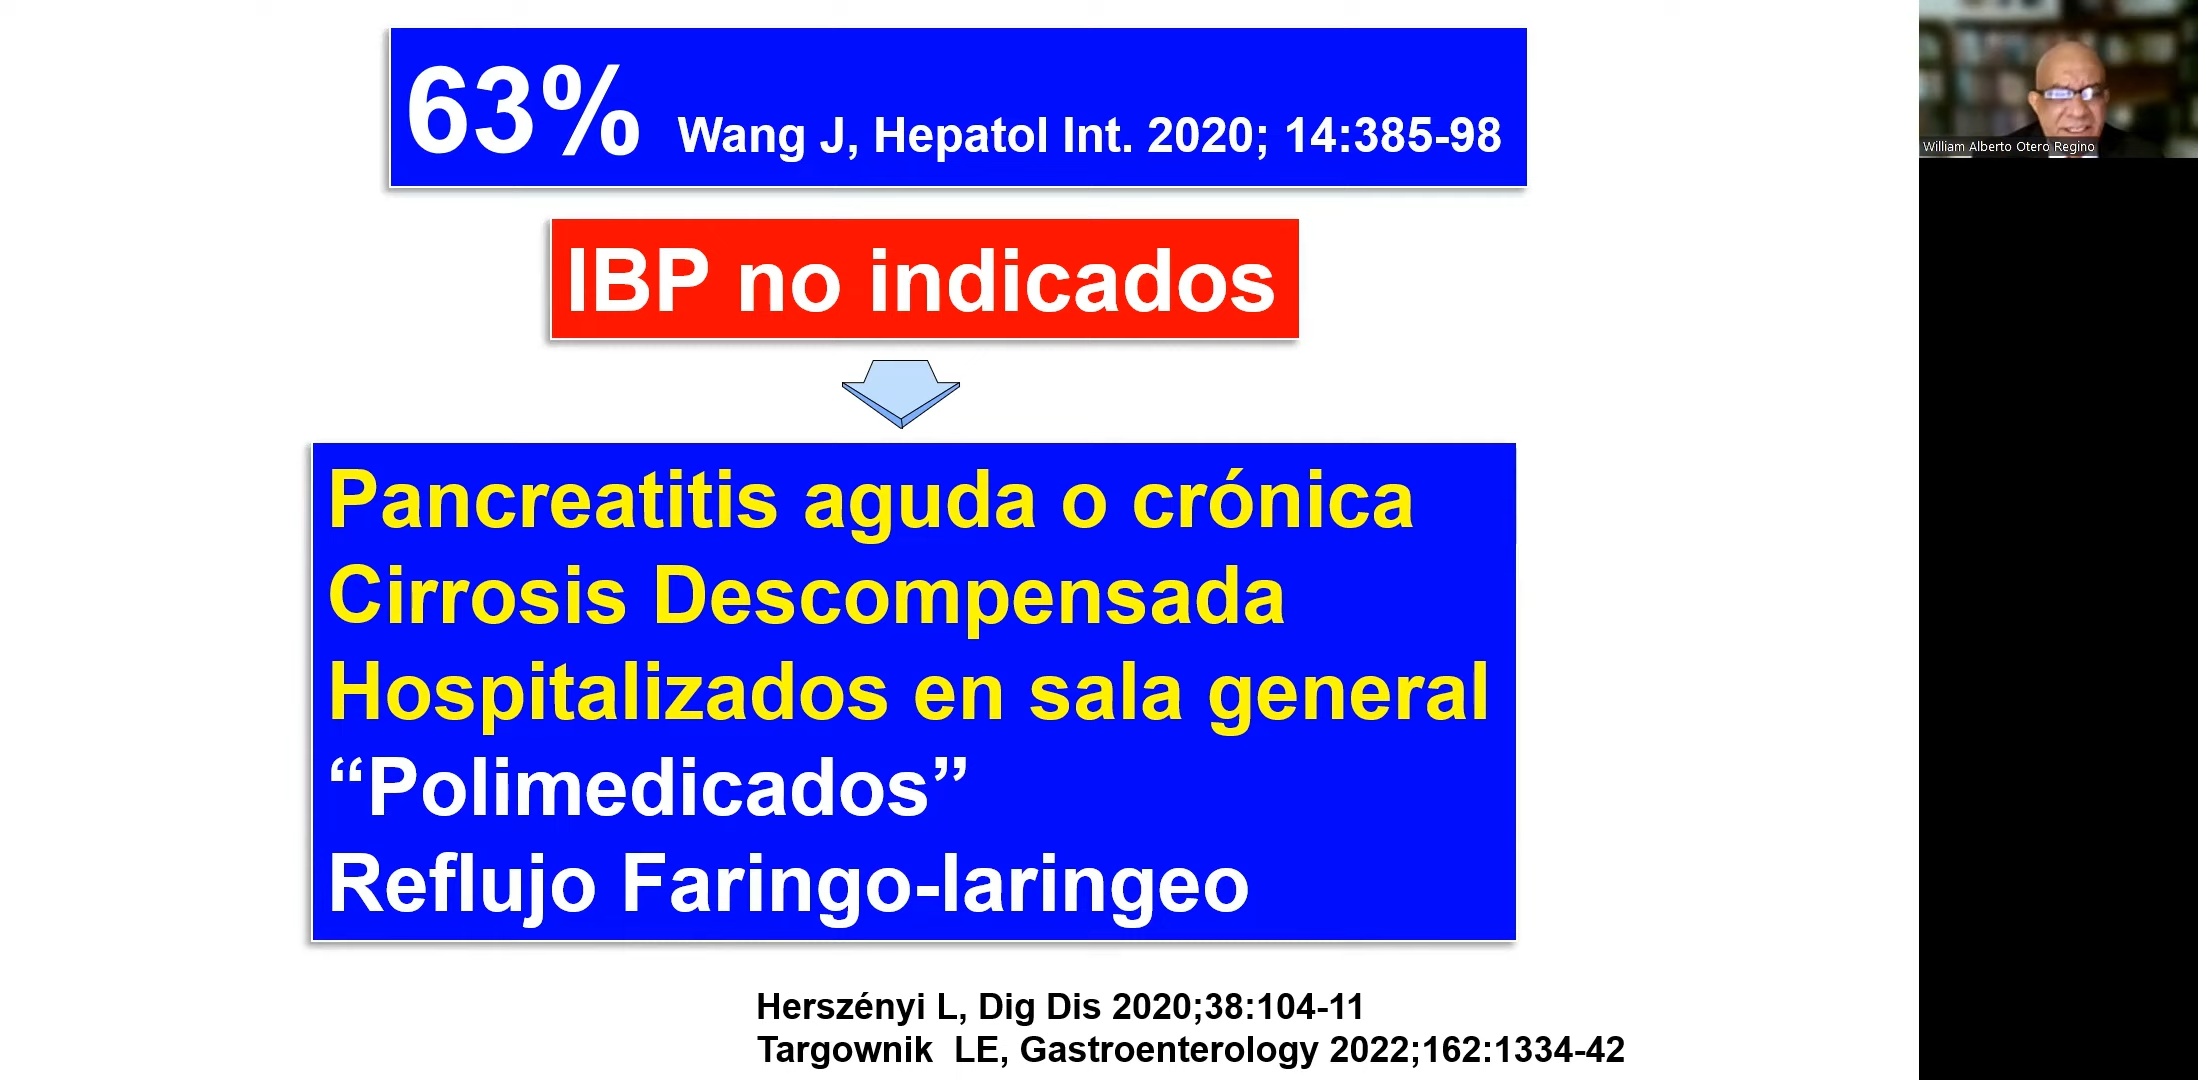 63% Wang J, Hepatol Int. 2020; 14:385-98
IBP no indicados
Pancreatitis aguda o crónica
Cirrosis Descompensada
Hospitalizados en sala general
“Polimedicados”
Reflujo Faringo-laringeo
Herszényi L, Dig Dis 2020;38:104-11
Targownik LE, Gastroenterology 2022;162:1334-42
William Alberto Otero Regino